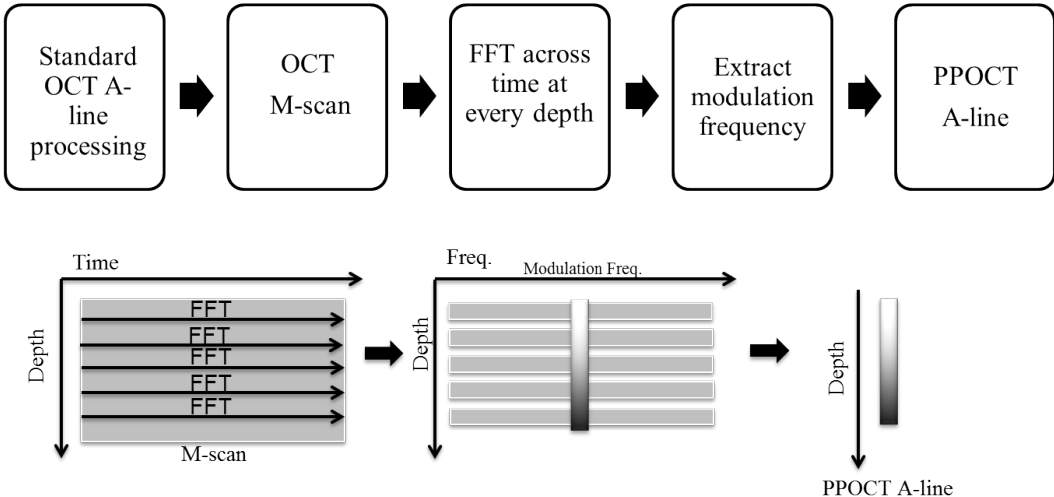 Standard
OCT A-
line
processing
OCT
M-scan
FFT across
time at
every depth
Extract
modulation
frequency
PPOCT
A-line
Time
Depth
FFT
FFT
FFT
FFT
FFT
M-scan
Freq.
Modulation Freq.
Depth
Depth
PPOCT A-line